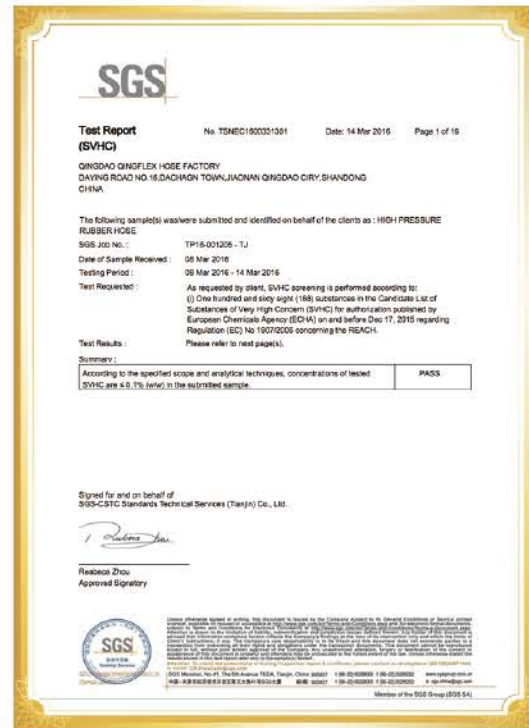 SGS
Test Report No. TSNEC1600331301 Date: 14 Mar 2016 Page 1 of 16
(SVHC)
QINGDAO QINGFLEX HOSE FACTORY
DAYING ROAD NO.16,DACHAGN TOWN,JIAONAN QINGDAO CIRY,SHANDONG
CHINA
The following sample(s) was/were submitted and identified on behalf of the clients as : HIGH PRESSURE
RUBBER HOSE
SGS Job No. : TP16-001205 - TJ
Date of Sample Received : 08 Mar 2016
Testing Period : 08 Mar 2016 - 14 Mar 2016
Test Requested : As requested by client, SVHC screening is performed according to:
(i) One hundred and sixty eight (168) substances in the Candidate List of
Substances of Very High Concern (SVHC) for authorization published by
European Chemicals Agency (ECHA) on and before Dec 17, 2015 regarding
Regulation (EC) No 1907/2006 concerning the REACH.
Test Results : Please refer to next page(s).
Summary :
According to the specified scope and analytical techniques, concentrations of tested PASS
SVHC are ≤ 0.1% (w/w) in the submitted sample.
Signed for and on behalf of
SGS-CSTC Standards Technical Services (Tianjin) Co., Ltd.
Reabeca Zhou
Approved Signatory
SGS
Member of the SGS Group (SGS SA)